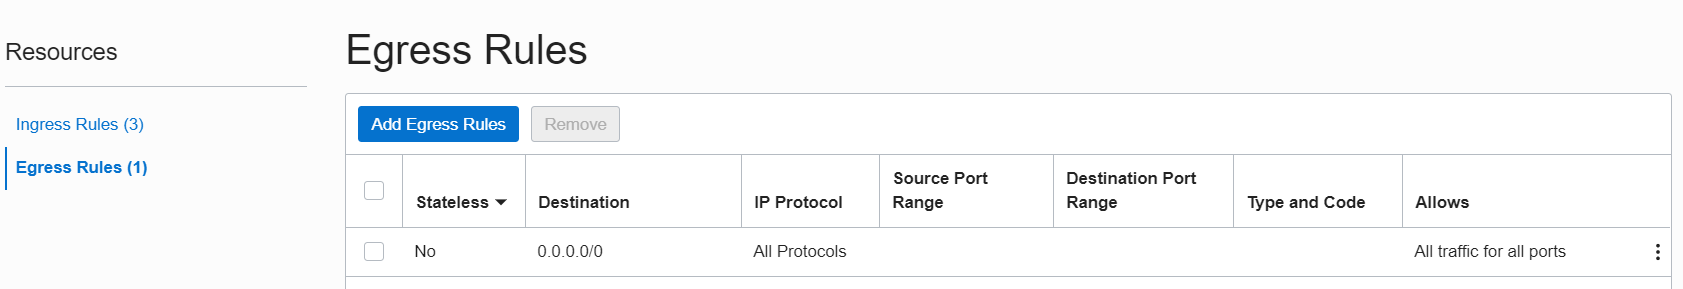 Resources
Ingress Rules (3)
Egress Rules (1)
Egress Rules
Add Egress Rules Remove
Stateless Destination IP Protocol Source Port Range Destination Port Range Type and Code Allows
No 0.0.0.0/0 All Protocols All traffic for all ports